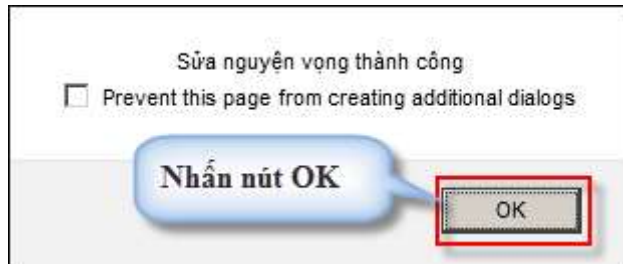 Sửa nguyện vọng thành công
Prevent this page from creating additional dialogs
Nhấn nút OK
OK